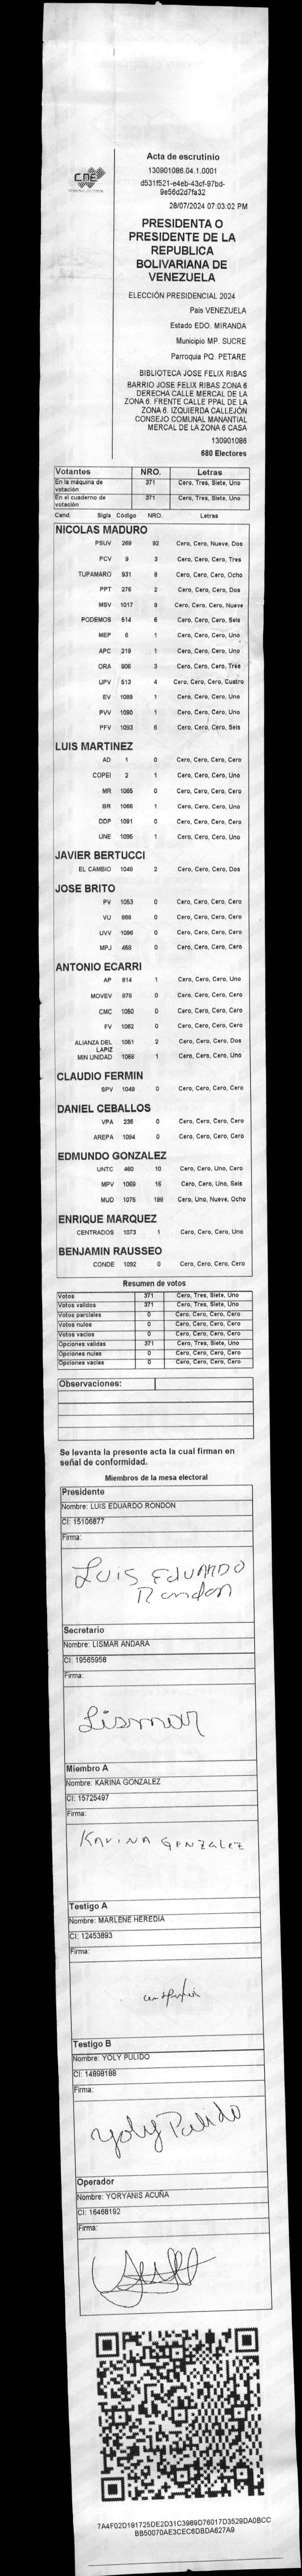 CNE
Acta de escrutinio
130901086.04.1.0001
d531f521-e4eb-43cf-97bd-
9e56d2d7fa32
28/07/2024 07:03:02 PM
PRESIDENTA O
PRESIDENTE DE LA
REPUBLICA
BOLIVARIANA DE
VENEZUELA
ELECCIÓN PRESIDENCIAL 2024
Pais VENEZUELA
Estado EDO. MIRANDA
Municipio MP. SUCRE
Parroquia PQ. PETARE
BIBLIOTECA JOSE FELIX RIBAS
BARRIO JOSE FELIX RIBAS ZONA 6
DERECHA CALLE MERCAL DE LA
ZONA 6. FRENTE CALLE PPAL DE LA
ZONA 6. IZQUIERDA CALLEJÓN
CONSEJO COMUNAL MANANTIAL
MERCAL DE LA ZONA 6 CASA
130901086
680 Electores
Votantes NRO. Letras
En la máquina de votación 371 Cero, Tres, Siete, Uno
En el cuaderno de votación 371 Cero, Tres, Siete, Uno
Cand Sigla Código NRO. Letras
NICOLAS MADURO
PSUV 269 92 Cero, Cero, Nueve, Dos
PCV 9 3 Cero, Cero, Cero, Tres
TUPAMARO 931 8 Cero, Cero, Cero, Ocho
PPT 276 2 Cero, Cero, Cero, Dos
MSV 1017 9 Cero, Cero, Cero, Nueve
PODEMOS 514 6 Cero, Cero, Cero, Seis
MEP 6 1 Cero, Cero, Cero, Uno
APC 219 1 Cero, Cero, Cero, Uno
ORA 906 3 Cero, Cero, Cero, Tres
UPV 513 4 Cero, Cero, Cero, Cuatro
EV 1089 1 Cero, Cero, Cero, Uno
PVV 1090 1 Cero, Cero, Cero, Uno
PFV 1093 6 Cero, Cero, Cero, Seis
LUIS MARTINEZ
AD 1 0 Cero, Cero, Cero, Cero
COPEI 2 1 Cero, Cero, Cero, Uno
MR 1065 0 Cero, Cero, Cero, Cero
BR 1066 1 Cero, Cero, Cero, Uno
DDP 1091 0 Cero, Cero, Cero, Cero
UNE 1095 1 Cero, Cero, Cero, Uno
JAVIER BERTUCCI
EL CAMBIO 1048 2 Cero, Cero, Cero, Dos
JOSE BRITO
PV 1053 0 Cero, Cero, Cero, Cero
VU 969 0 Cero, Cero, Cero, Cero
UVV 1096 0 Cero, Cero, Cero, Cero
MPJ 458 0 Cero, Cero, Cero, Cero
ANTONIO ECARRI
AP 914 1 Cero, Cero, Cero, Uno
MOVEV 978 0 Cero, Cero, Cero, Cero
CMC 1050 0 Cero, Cero, Cero, Cero
FV 1062 0 Cero, Cero, Cero, Cero
ALIANZA DEL LAPIZ 1051 2 Cero, Cero, Cero, Dos
MIN UNIDAD 1068 1 Cero, Cero, Cero, Uno
CLAUDIO FERMIN
SPV 1049 0 Cero, Cero, Cero, Cero
DANIEL CEBALLOS
VPA 236 0 Cero, Cero, Cero, Cero
AREPA 1094 0 Cero, Cero, Cero, Cero
EDMUNDO GONZALEZ
UNTC 460 10 Cero, Cero, Uno, Cero
MPV 1069 16 Cero, Cero, Uno, Seis
MUD 1075 198 Cero, Uno, Nueve, Ocho
ENRIQUE MARQUEZ
CENTRADOS 1073 1 Cero, Cero, Cero, Uno
BENJAMIN RAUSSEO
CONDE 1092 0 Cero, Cero, Cero, Cero
Resumen de votos
Votos 371 Cero, Tres, Siete, Uno
Votos validos 371 Cero, Tres, Siete, Uno
Votos parciales 0 Cero, Cero, Cero, Cero
Votos nulos 0 Cero, Cero, Cero, Cero
Votos vacios 0 Cero, Cero, Cero, Cero
Opciones validas 371 Cero, Tres, Siete, Uno
Opciones nulas 0 Cero, Cero, Cero, Cero
Opciones vacias 0 Cero, Cero, Cero, Cero
Observaciones:
Se levanta la presente acta la cual firman en
señal de conformidad.
Miembros de la mesa electoral
Presidente
Nombre: LUIS EDUARDO RONDON
CI: 15106877
Firma:
Luis Eduardo
Rondon
Secretario
Nombre: LISMAR ANDARA
CI: 19565958
Firma:
Lismar
Miembro A
Nombre: KARINA GONZALEZ
CI: 15725497
Firma:
KARINA GONZALEZ
Testigo A
Nombre: MARLENE HEREDIA
CI: 12453893
Firma:
Testigo B
Nombre: YOLY PULIDO
CI: 14898188
Firma:
Yoly Pulido
Operador
Nombre: YORYANIS ACUÑA
CI: 16468192
Firma:
7A4F02D191725DE2D31C3989D76017D3529DA0BCC
BB50070AE3CEC6DBDA627A9